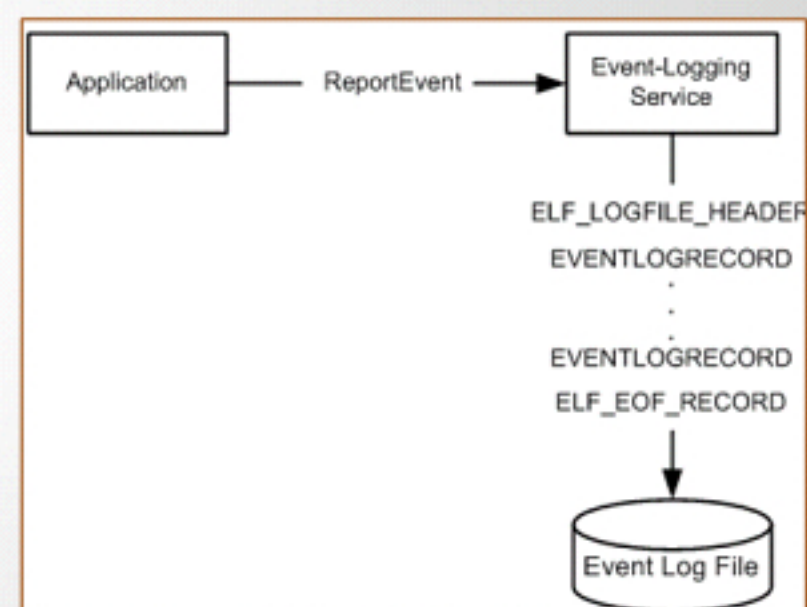 Application
ReportEvent
Event-Logging
Service
ELF_LOGFILE_HEADER
EVENTLOGRECORD
.
.
.
EVENTLOGRECORD
ELF_EOF_RECORD
Event Log File